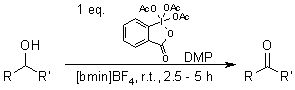 1 eq.
OAc
AcO OAc
I
O
O
DMP
OH
R R'
[bmin]BF4, r.t., 2.5 - 5 h
O
R R'